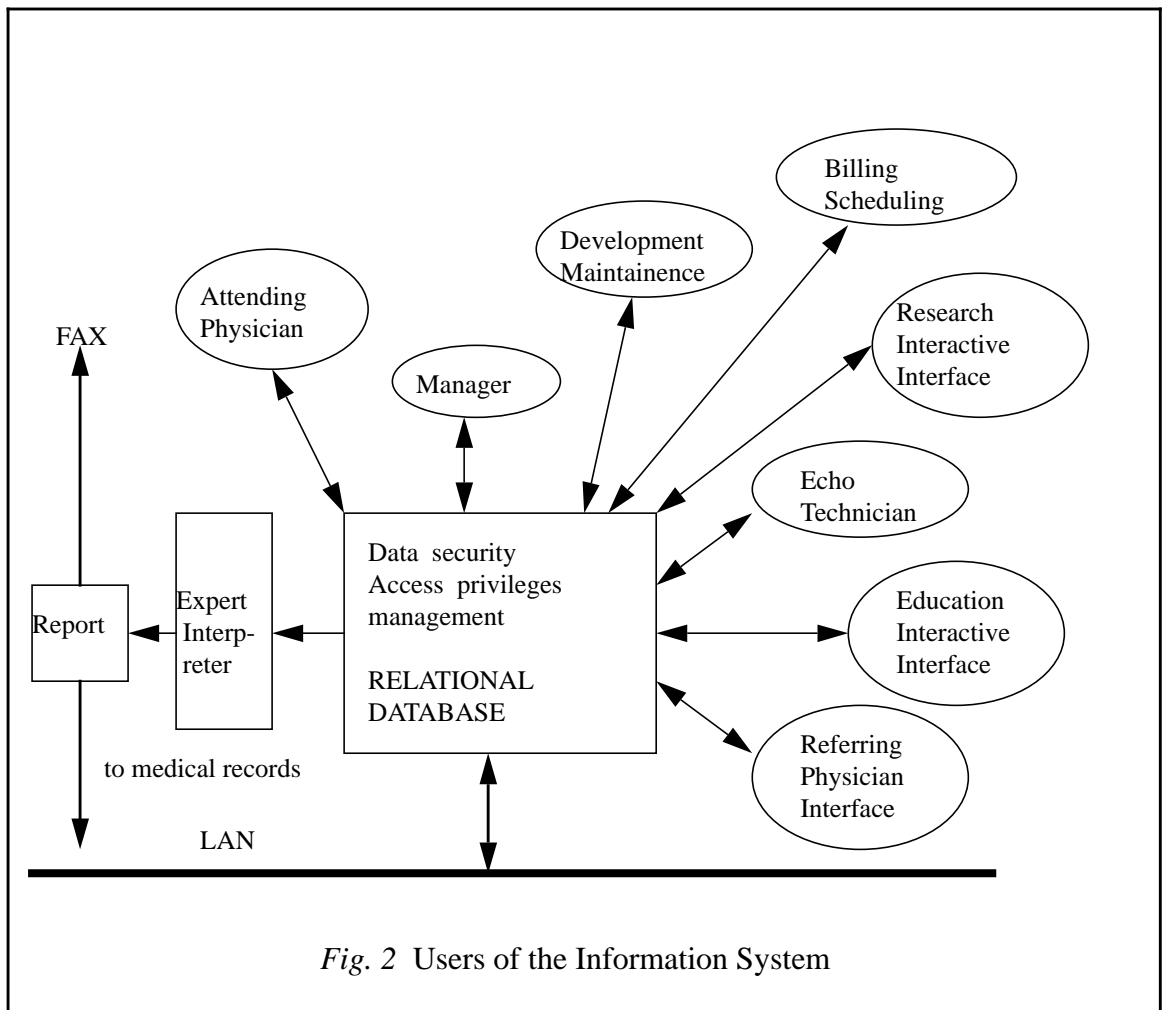 Billing
Scheduling
Development
Maintainence
Attending
Physician
Research
Interactive
Interface
FAX
Manager
Echo
Technician
Data security
Access privileges
management
RELATIONAL
DATABASE
Expert
Interp-
reter
Report
Education
Interactive
Interface
Referring
Physician
Interface
to medical records
LAN
Fig. 2 Users of the Information System